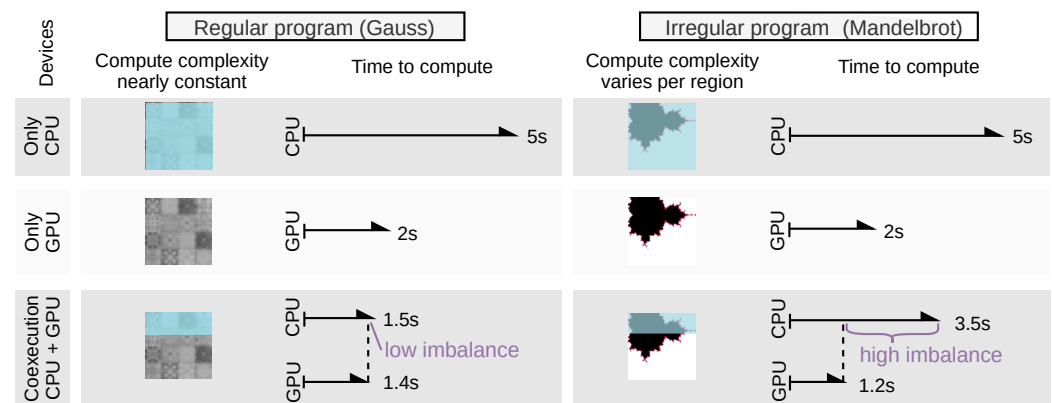 Devices
Regular program (Gauss)
Irregular program (Mandelbrot)
Compute complexity
nearly constant
Time to compute
Compute complexity
varies per region
Time to compute
Only
CPU
CPU
5s
CPU
5s
Only
GPU
GPU
2s
GPU
2s
Coexecution
CPU + GPU
CPU
1.5s
low imbalance
GPU
1.4s
CPU
3.5s
high imbalance
GPU
1.2s